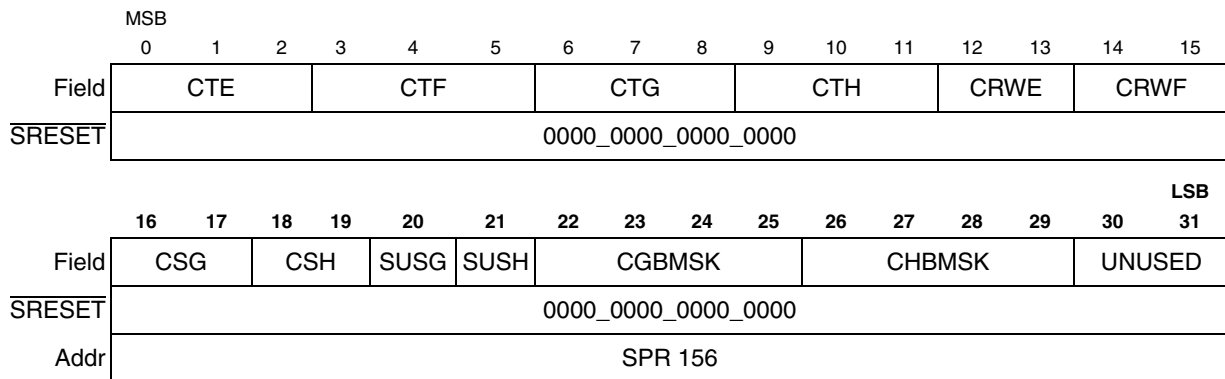 MSB
0 1 2 3 4 5 6 7 8 9 10 11 12 13 14 15
Field CTE CTF CTG CTH CRWE CRWF
SRESET 0000_0000_0000_0000
LSB
16 17 18 19 20 21 22 23 24 25 26 27 28 29 30 31
Field CSG CSH SUSG SUSH CGBMSK CHBMSK UNUSED
SRESET 0000_0000_0000_0000
Addr SPR 156